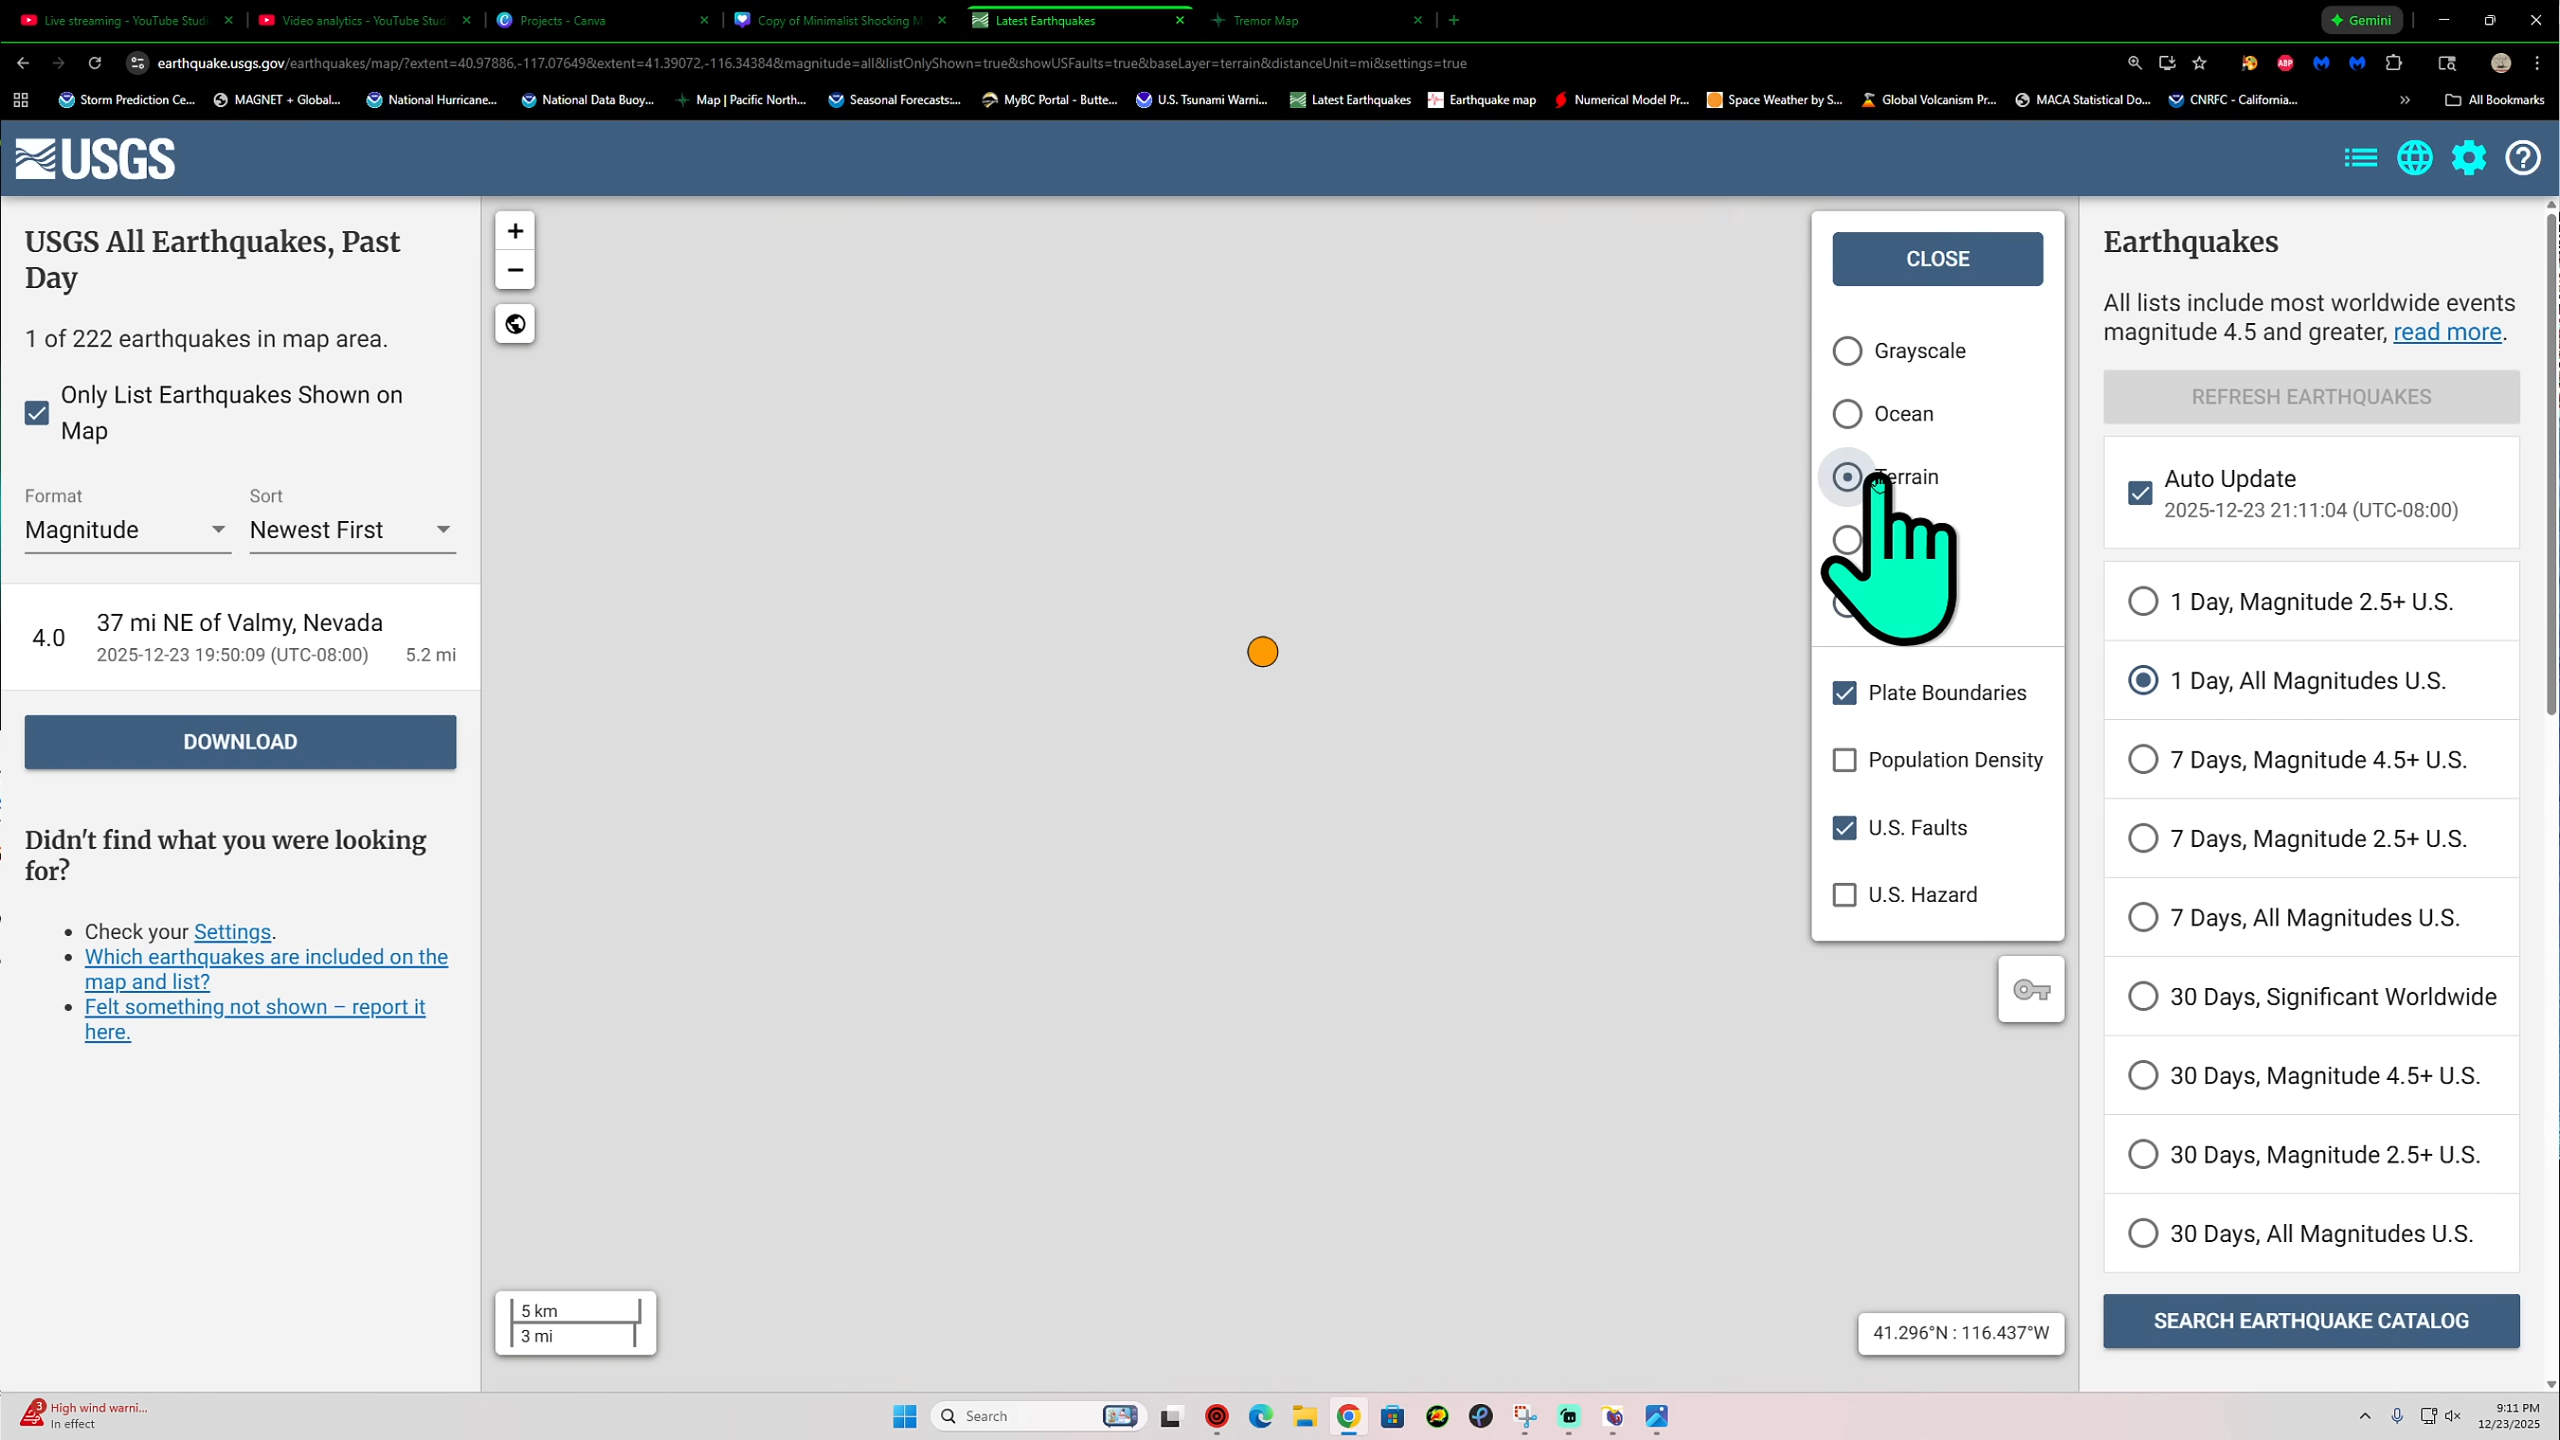 Live streaming - YouTube Studi
Video analytics - YouTube Stud
Projects - Canva
Copy of Minimalist Shocking M
Latest Earthquakes
Tremor Map
Gemini
earthquake.usgs.gov/earthquakes/map/?extent=40.97886,-117.07649&extent=41.39072,-116.34384&magnitude=all&listOnlyShown=true&showUSFaults=true&baseLayer=terrain&distanceUnit=mi&settings=true
Storm Prediction Ce...
MAGNET + Global...
National Hurricane...
National Data Buoy...
Map | Pacific North...
Seasonal Forecasts:...
MyBC Portal - Butte...
U.S. Tsunami Warni...
Latest Earthquakes
Earthquake map
Numerical Model Pr...
Space Weather by S...
Global Volcanism Pr...
MACA Statistical Do...
CNRFC - California...
All Bookmarks
USGS
USGS All Earthquakes, Past
Day
1 of 222 earthquakes in map area.
Only List Earthquakes Shown on
Map
Format
Sort
Magnitude
Newest First
4.0
37 mi NE of Valmy, Nevada
2025-12-23 19:50:09 (UTC-08:00)
5.2 mi
DOWNLOAD
Didn't find what you were looking
for?
Check your Settings.
Which earthquakes are included on the
map and list?
Felt something not shown – report it
here.
+
−
5 km
3 mi
CLOSE
Grayscale
Ocean
Terrain
Plate Boundaries
Population Density
U.S. Faults
U.S. Hazard
41.296°N : 116.437°W
Earthquakes
All lists include most worldwide events
magnitude 4.5 and greater, read more.
REFRESH EARTHQUAKES
Auto Update
2025-12-23 21:11:04 (UTC-08:00)
1 Day, Magnitude 2.5+ U.S.
1 Day, All Magnitudes U.S.
7 Days, Magnitude 4.5+ U.S.
7 Days, Magnitude 2.5+ U.S.
7 Days, All Magnitudes U.S.
30 Days, Significant Worldwide
30 Days, Magnitude 4.5+ U.S.
30 Days, Magnitude 2.5+ U.S.
30 Days, All Magnitudes U.S.
SEARCH EARTHQUAKE CATALOG
3
High wind warni...
In effect
Search
9:11 PM
12/23/2025